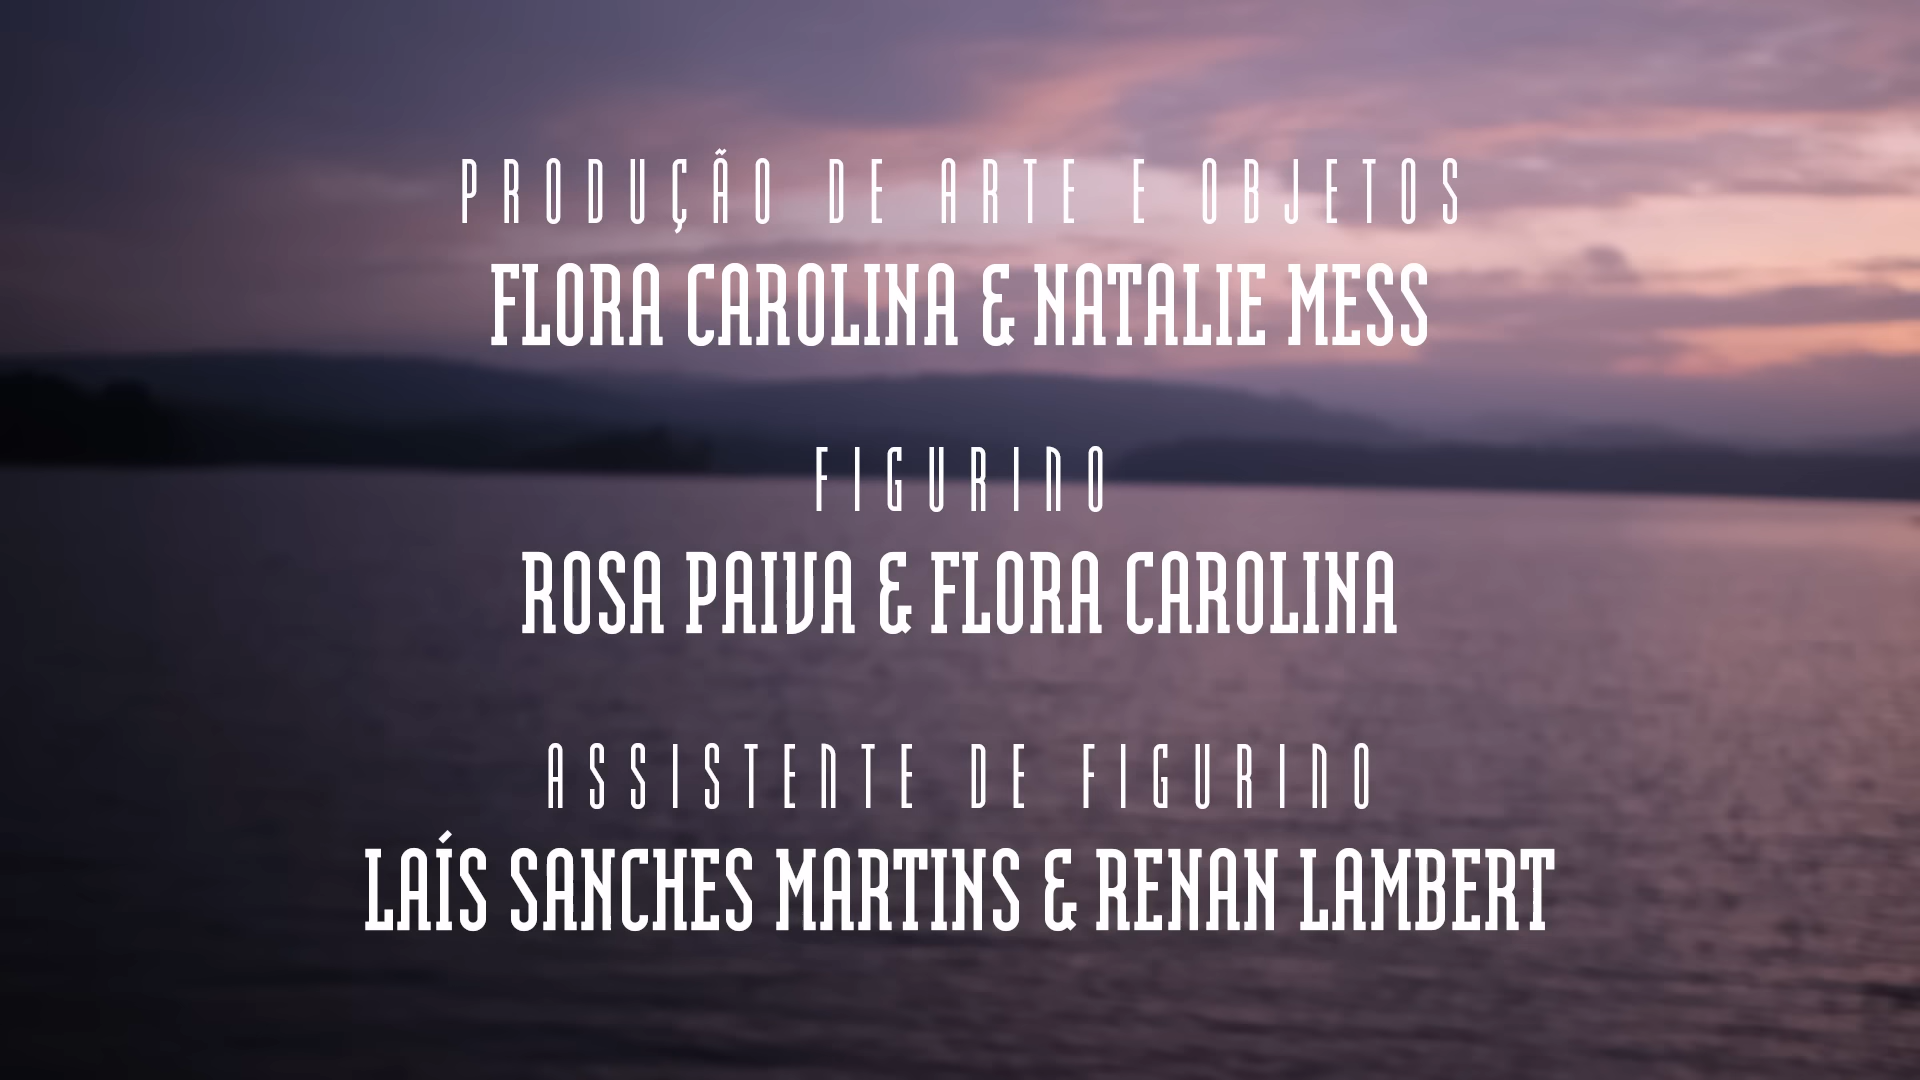 PRODUÇÃO DE ARTE E OBJETOS
FLORA CAROLINA & NATALIE MESS
FIGURINO
ROSA PAIVA & FLORA CAROLINA
ASSISTENTE DE FIGURINO
LAÍS SANCHES MARTINS & RENAN LAMBERT